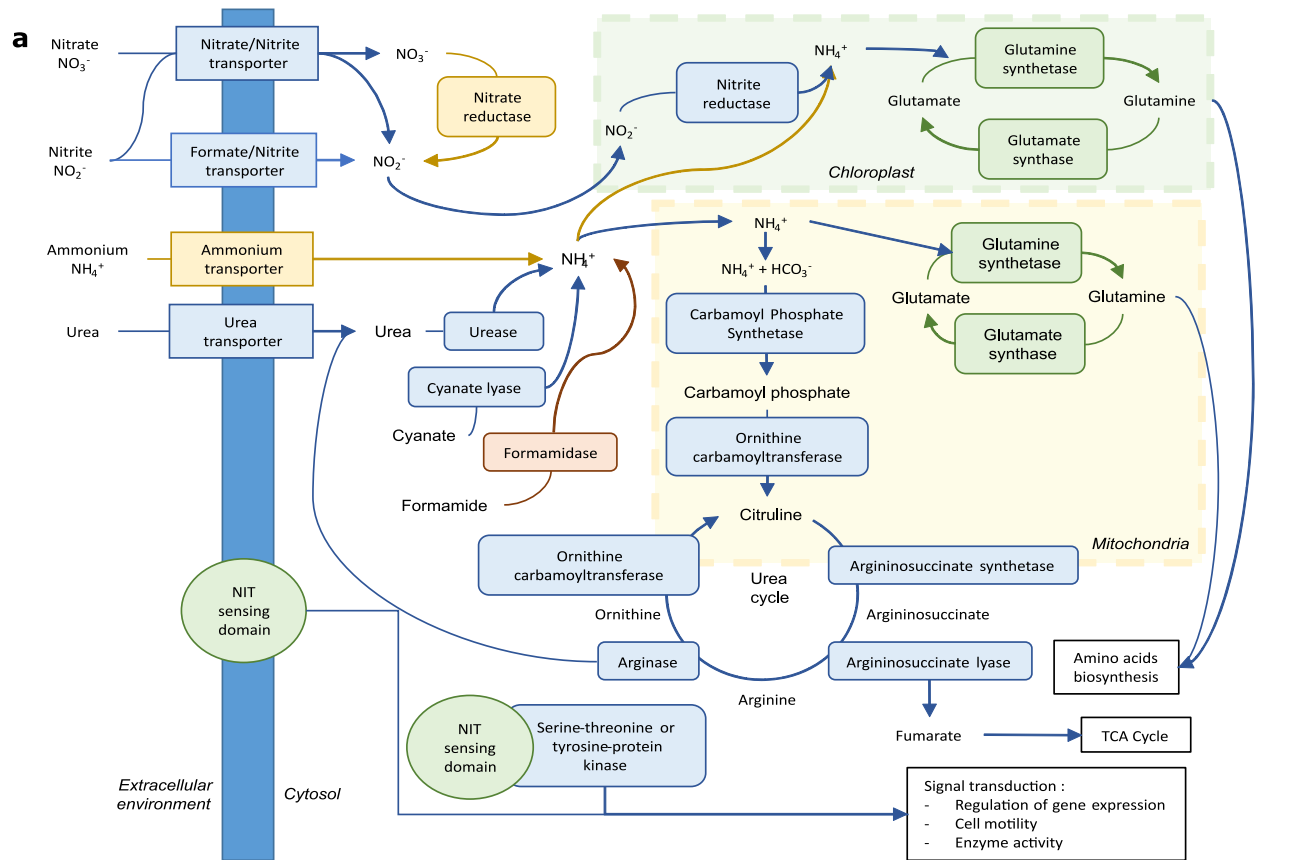 a
Nitrate
NO₃⁻
Nitrate/Nitrite
transporter
NO₃⁻
Nitrate
reductase
Nitrite
NO₂⁻
Formate/Nitrite
transporter
NO₂⁻
NO₂⁻
Nitrite
reductase
NH₄⁺
Glutamine
synthetase
Glutamate
Glutamine
Glutamate
synthase
Chloroplast
Ammonium
NH₄⁺
Ammonium
transporter
NH₄⁺
Urea
Urea
transporter
Urea
Urease
Cyanate lyase
Cyanate
Formamidase
Formamide
NH₄⁺
NH₄⁺ + HCO₃⁻
Carbamoyl Phosphate
Synthetase
Carbamoyl phosphate
Ornithine
carbamoyltransferase
Citruline
Glutamine
synthetase
Glutamate
Glutamine
Glutamate
synthase
Mitochondria
Ornithine
carbamoyltransferase
Urea
cycle
Argininosuccinate synthetase
Ornithine
Argininosuccinate
Arginase
Argininosuccinate lyase
Arginine
Amino acids
biosynthesis
Fumarate
TCA Cycle
NIT
sensing
domain
NIT
sensing
domain
Serine-threonine or
tyrosine-protein
kinase
Extracellular
environment
Cytosol
Signal transduction :
- Regulation of gene expression
- Cell motility
- Enzyme activity